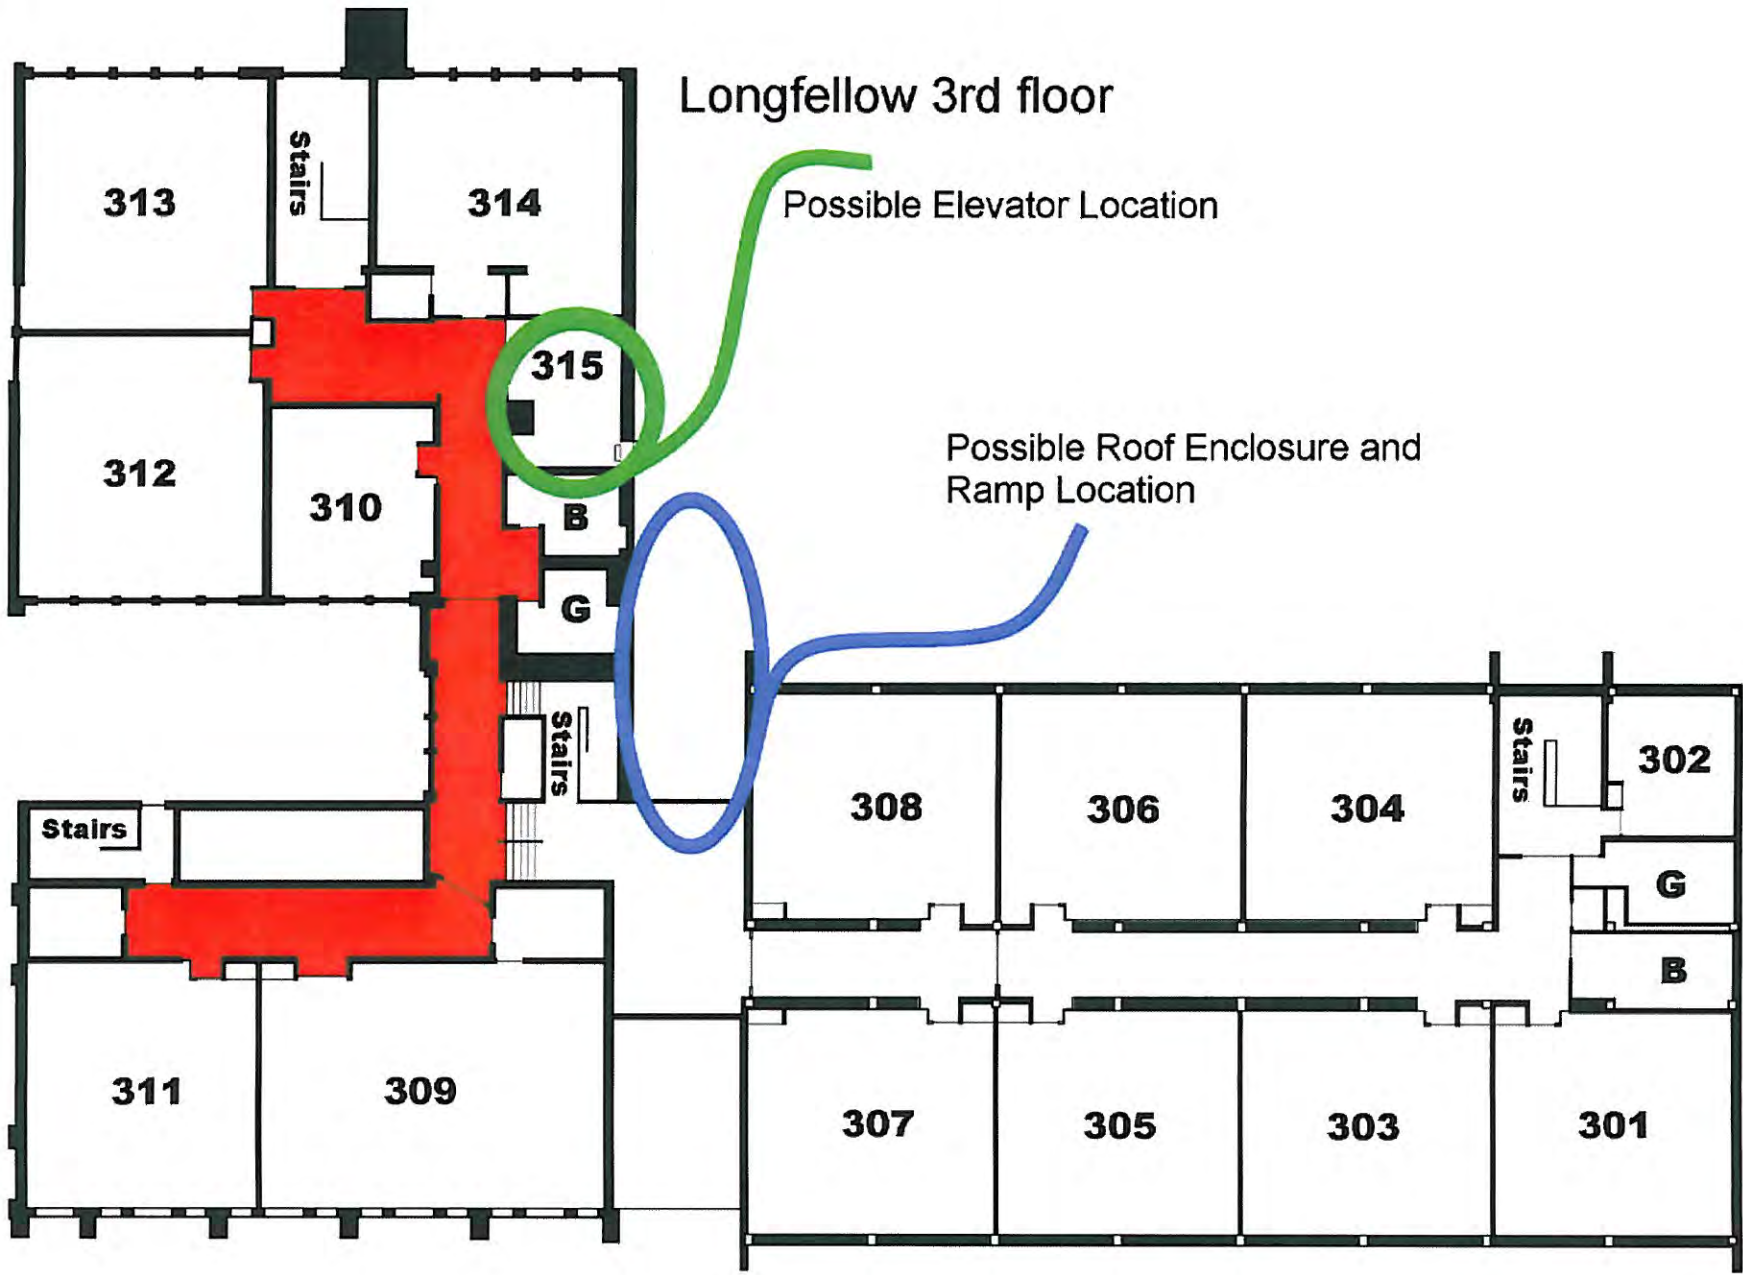 Longfellow 3rd floor
Stairs
313
314
Possible Elevator Location
315
Possible Roof Enclosure and
Ramp Location
312
310
B
G
Stairs
Stairs
302
308
306
304
Stairs
G
B
311
309
307
305
303
301